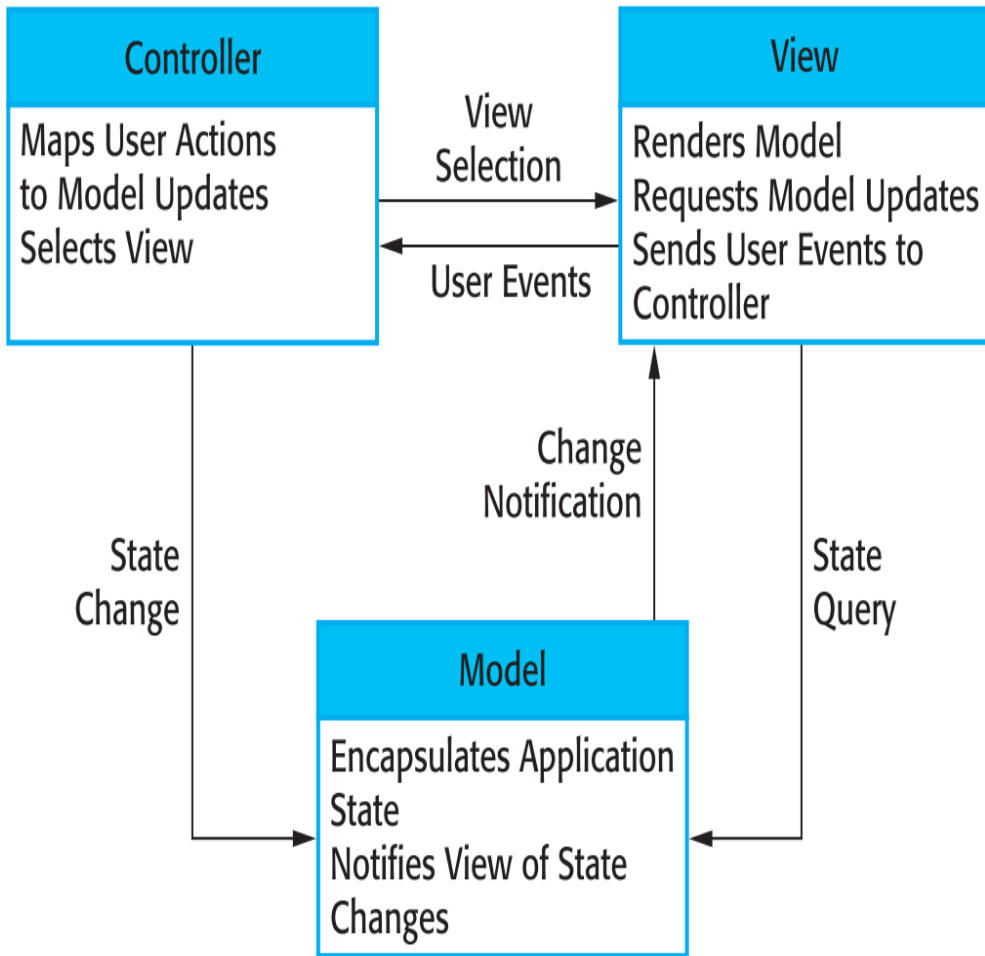 Controller
Maps User Actions
to Model Updates
Selects View
View
Selection
User Events
View
Renders Model
Requests Model Updates
Sends User Events to
Controller
Change
Notification
State
Change
State
Query
Model
Encapsulates Application
State
Notifies View of State
Changes